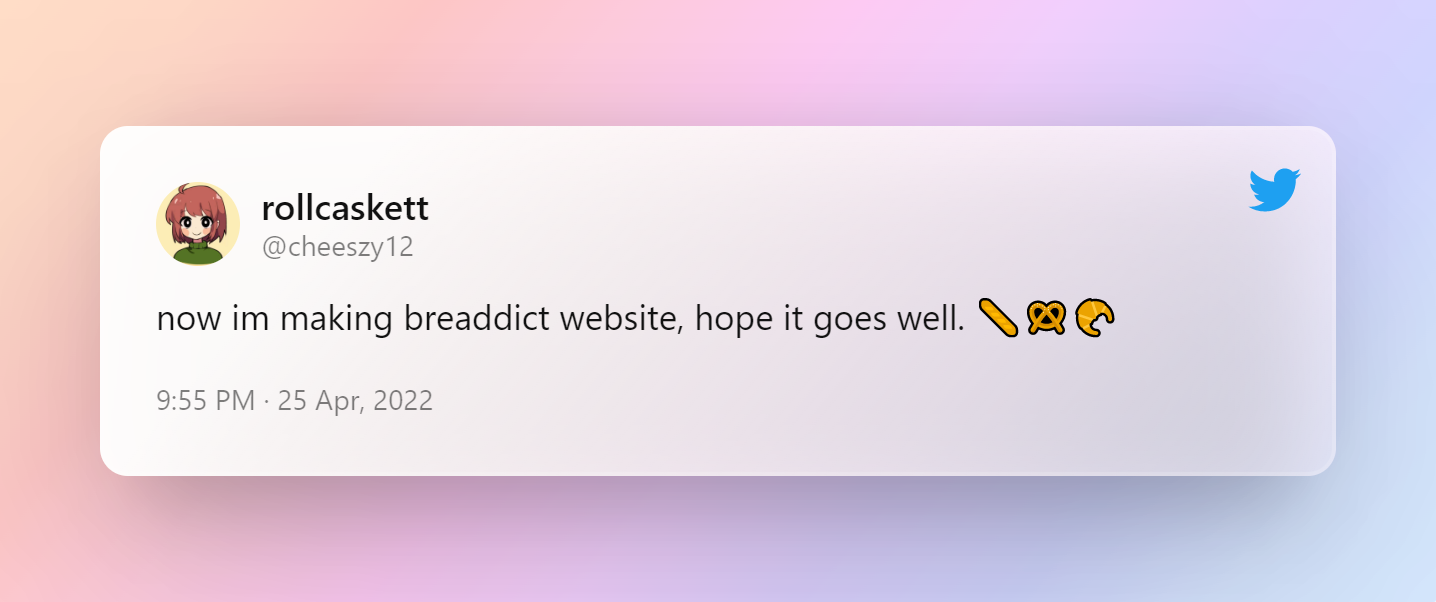 rollcaskett
@cheeszy12
now im making breaddict website, hope it goes well. 🥖🥨🥐
9:55 PM · 25 Apr, 2022